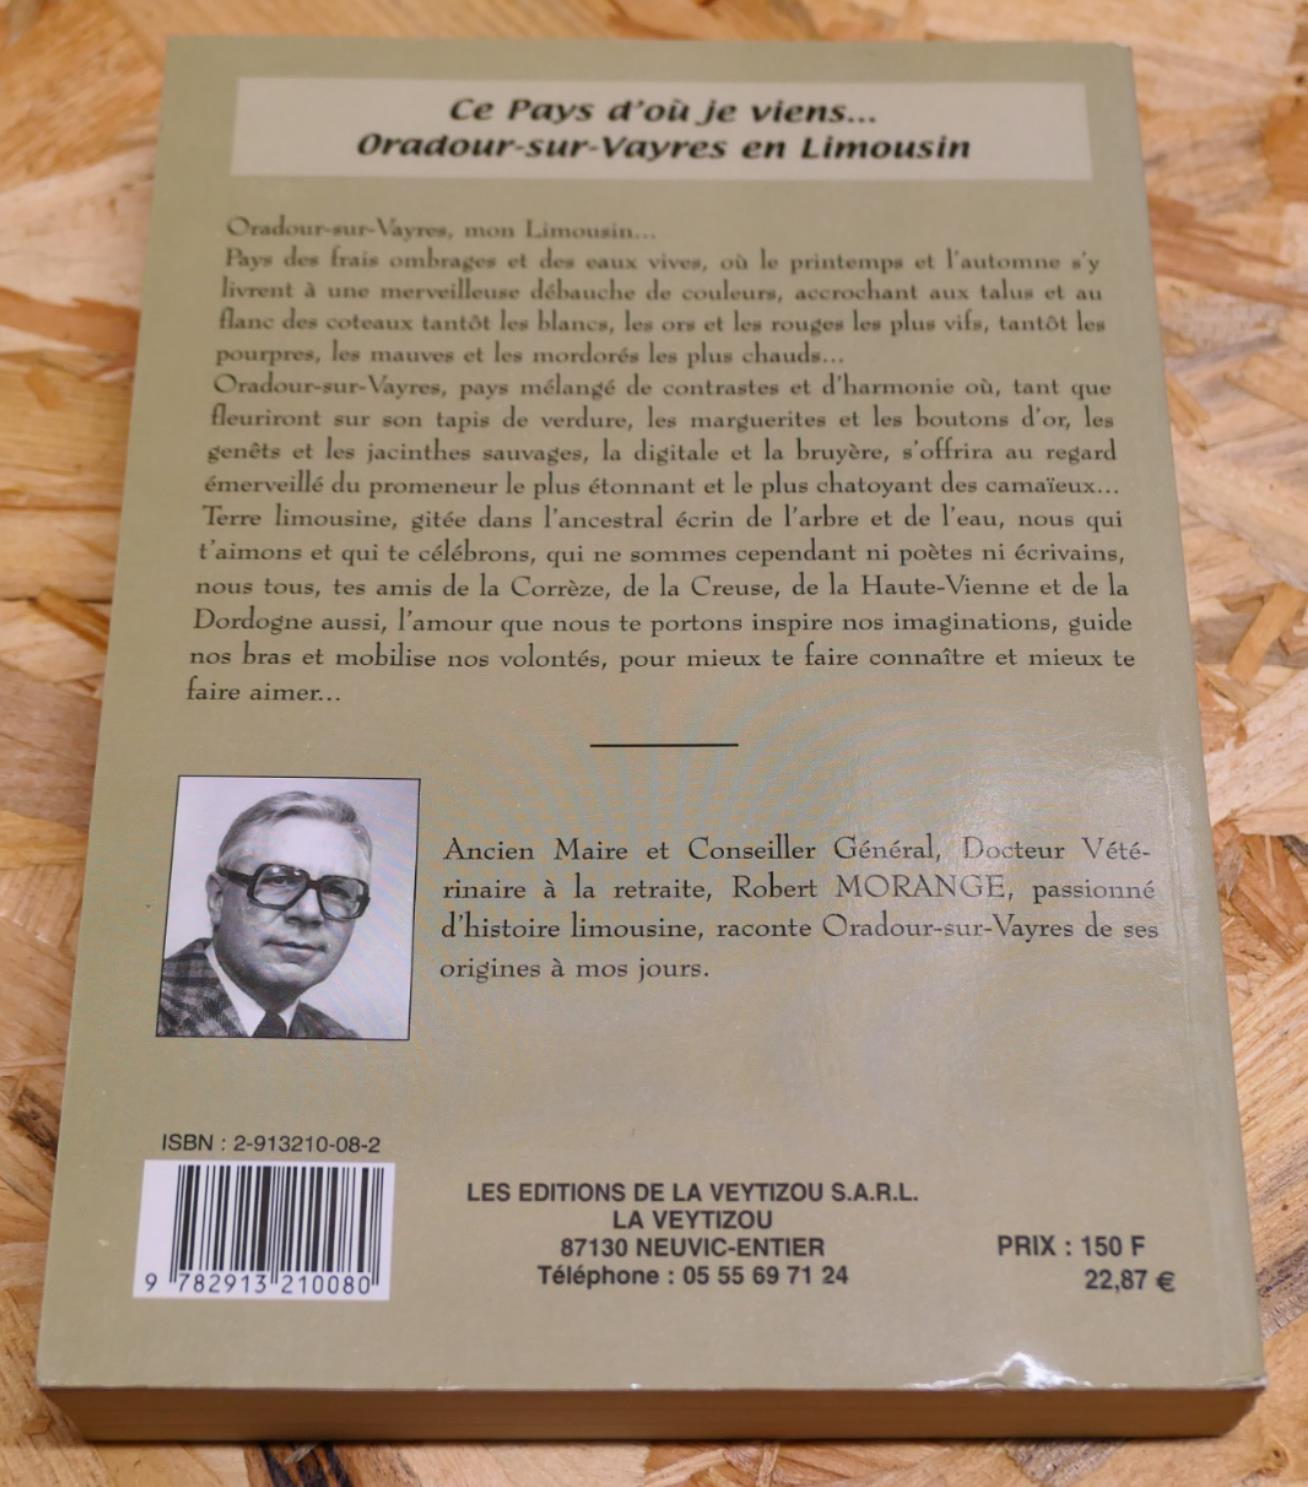 Ce Pays d'où je viens...
Oradour-sur-Vayres en Limousin
Oradour-sur-Vayres, mon Limousin...
Pays des frais ombrages et des eaux vives, où le printemps et l'automne s'y
livrent à une merveilleuse débauche de couleurs, accrochant aux talus et au
flanc des coteaux tantôt les blancs, les ors et les rouges les plus vifs, tantôt les
pourpres, les mauves et les mordorés les plus chauds...
Oradour-sur-Vayres, pays mélangé de contrastes et d'harmonie où, tant que
fleuriront sur son tapis de verdure, les marguerites et les boutons d'or, les
genêts et les jacinthes sauvages, la digitale et la bruyère, s'offrira au regard
émerveillé du promeneur le plus étonnant et le plus chatoyant des camaïeux...
Terre limousine, gitée dans l'ancestral écrin de l'arbre et de l'eau, nous qui
t'aimons et qui te célébrons, qui ne sommes cependant ni poètes ni écrivains,
nous tous, tes amis de la Corrèze, de la Creuse, de la Haute-Vienne et de la
Dordogne aussi, l'amour que nous te portons inspire nos imaginations, guide
nos bras et mobilise nos volontés, pour mieux te faire connaître et mieux te
faire aimer...
Ancien Maire et Conseiller Général, Docteur Vété-
rinaire à la retraite, Robert MORANGE, passionné
d'histoire limousine, raconte Oradour-sur-Vayres de ses
origines à mos jours.
ISBN : 2-913210-08-2
9 782913 210080
LES EDITIONS DE LA VEYTIZOU S.A.R.L.
LA VEYTIZOU
87130 NEUVIC-ENTIER
Téléphone : 05 55 69 71 24
PRIX : 150 F
22,87 €